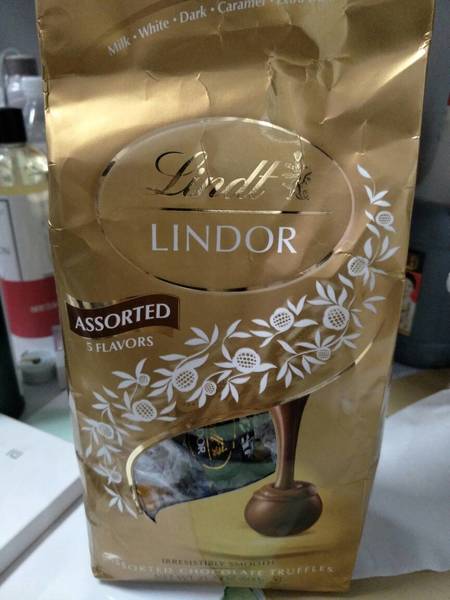 Milk • White • Dark • Caramel •
Lindt
LINDOR
ASSORTED
5 FLAVORS
IRRESISTIBLY SMOOTH
ASSORTED CHOCOLATE TRUFFLES